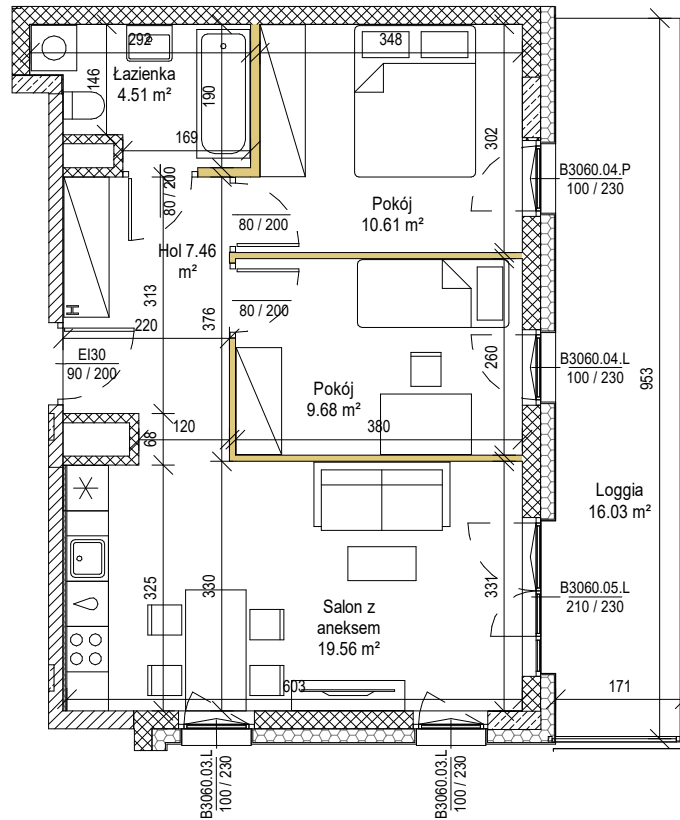 292
348
Łazienka
4.51 m²
146
190
169
302
B3060.04.P
100 / 230
80 / 200
Pokój
10.61 m²
80 / 200
Hol 7.46
m²
313
376
80 / 200
220
H
EI30
90 / 200
260
B3060.04.L
100 / 230
953
Pokój
9.68 m²
120
380
68
Loggia
16.03 m²
325
330
331
B3060.05.L
210 / 230
Salon z
aneksem
19.56 m²
603
171
B3060.03.L
100 / 230
B3060.03.L
100 / 230